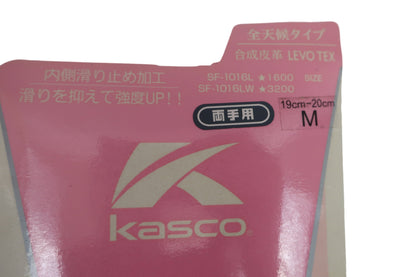 全天候タイプ
合成皮革 LEVO TEX
内側滑り止め加工
滑りを抑えて強度UP!!
SF-1016L ★1600 SIZE
SF-1016LW ★3200
両手用
19cm-20cm
M
kasco